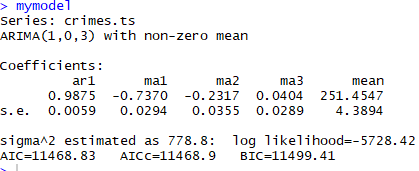 > mymodel
Series: crimes.ts
ARIMA(1,0,3) with non-zero mean
Coefficients:
ar1 ma1 ma2 ma3 mean
0.9875 -0.7370 -0.2317 0.0404 251.4547
s.e. 0.0059 0.0294 0.0355 0.0289 4.3894
sigma^2 estimated as 778.8: log likelihood=-5728.42
AIC=11468.83 AICc=11468.9 BIC=11499.41
>